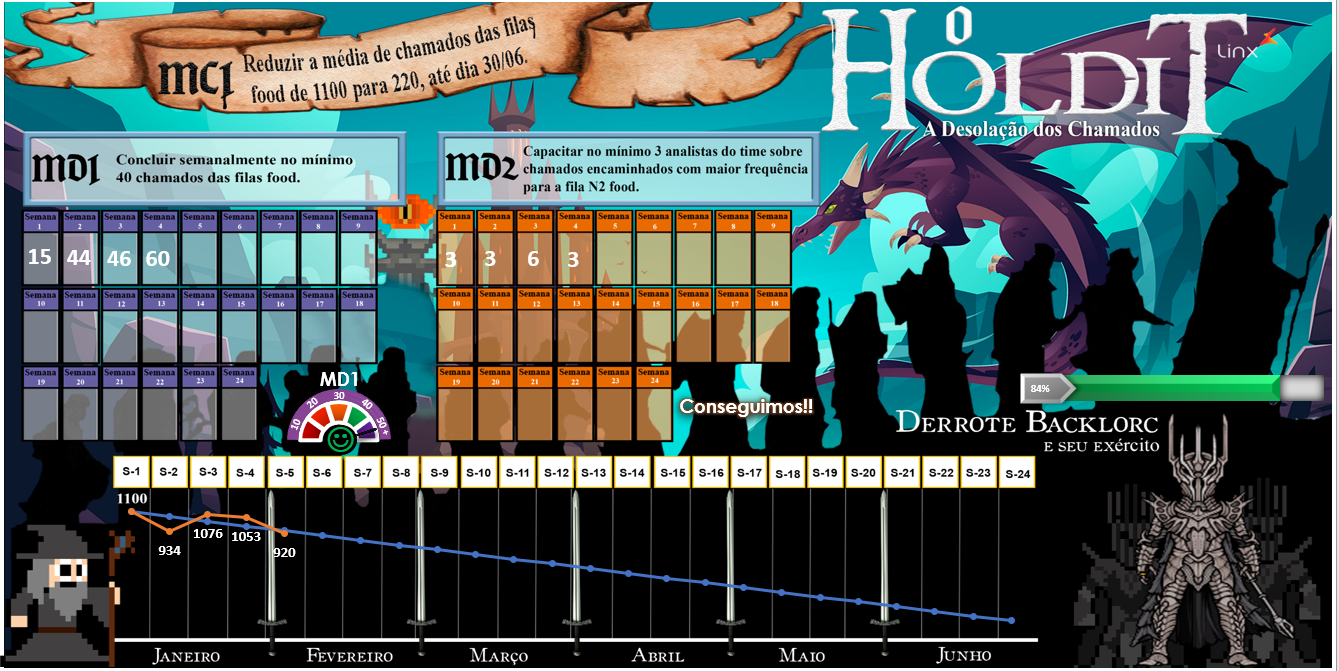 MC1
Reduzir a média de chamados das filas
food de 1100 para 220, até dia 30/06.
O
HOLDIT
Linx
A Desolação dos Chamados
MD1
Concluir semanalmente no mínimo
40 chamados das filas food.
MD2
Capacitar no mínimo 3 analistas do time sobre
chamados encaminhados com maior frequência
para a fila N2 food.
Semana 1 Semana 2 Semana 3 Semana 4 Semana 5 Semana 6 Semana 7 Semana 8 Semana 9
15 44 46 60
Semana 10 Semana 11 Semana 12 Semana 13 Semana 14 Semana 15 Semana 16 Semana 17 Semana 18
Semana 19 Semana 20 Semana 21 Semana 22 Semana 23 Semana 24
Semana 1 Semana 2 Semana 3 Semana 4 Semana 5 Semana 6 Semana 7 Semana 8 Semana 9
3 3 6 3
Semana 10 Semana 11 Semana 12 Semana 13 Semana 14 Semana 15 Semana 16 Semana 17 Semana 18
Semana 19 Semana 20 Semana 21 Semana 22 Semana 23 Semana 24
MD1
10 20 30 40 50+
Conseguimos!!
84%
Derrote Backlorc
e seu exército
S-1 S-2 S-3 S-4 S-5 S-6 S-7 S-8 S-9 S-10 S-11 S-12 S-13 S-14 S-15 S-16 S-17 S-18 S-19 S-20 S-21 S-22 S-23 S-24
1100
934
1076
1053
920
Janeiro Fevereiro Março Abril Maio Junho